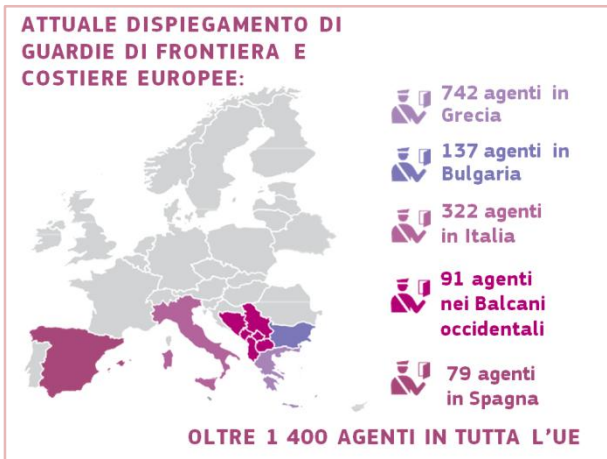 ATTUALE DISPIEGAMENTO DI
GUARDIE DI FRONTIERA E
COSTIERE EUROPEE:
742 agenti in
Grecia
137 agenti in
Bulgaria
322 agenti
in Italia
91 agenti
nei Balcani
occidentali
79 agenti
in Spagna
OLTRE 1 400 AGENTI IN TUTTA L'UE